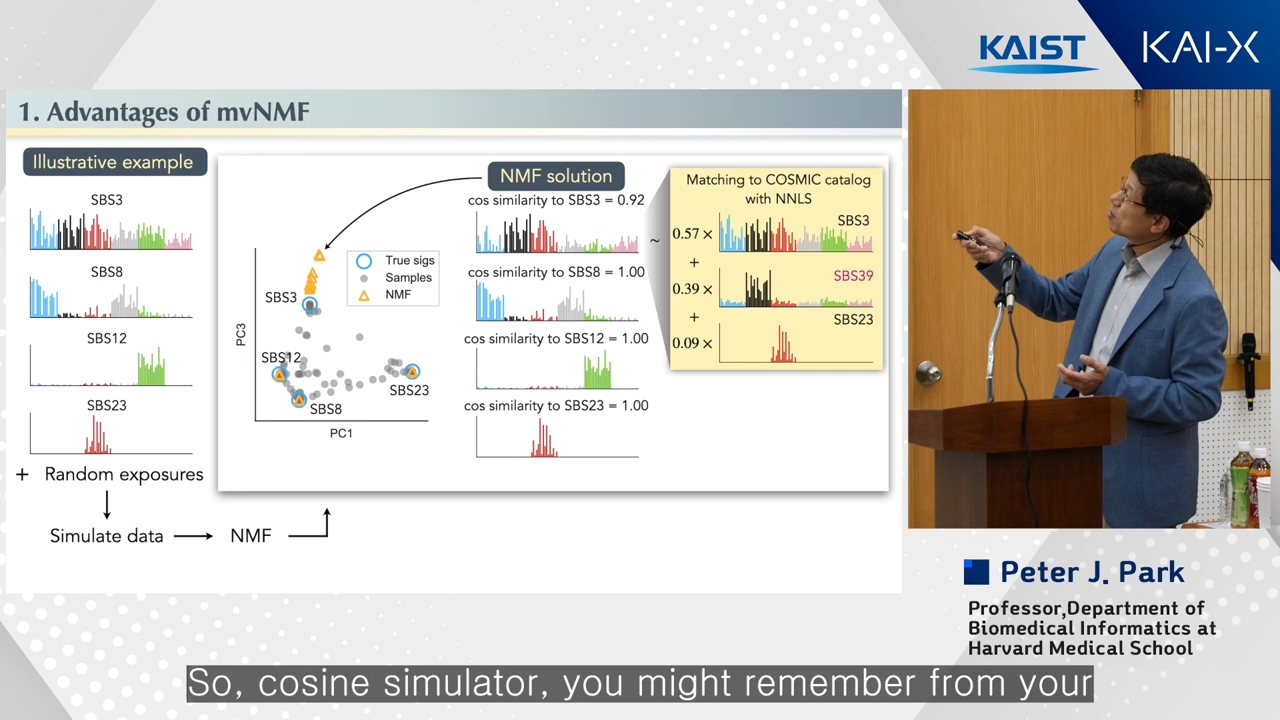 KAIST
KAI-X
1. Advantages of mvNMF
Illustrative example
SBS3
SBS8
SBS12
SBS23
+ Random exposures
Simulate data
NMF
NMF solution
True sigs
Samples
NMF
SBS3
SBS12
SBS8
SBS23
PC3
PC1
cos similarity to SBS3 = 0.92
cos similarity to SBS8 = 1.00
cos similarity to SBS12 = 1.00
cos similarity to SBS23 = 1.00
~
Matching to COSMIC catalog
with NNLS
SBS3
0.57 ×
+
SBS39
0.39 ×
+
SBS23
0.09 ×
Peter J. Park
Professor,Department of
Biomedical Informatics at
Harvard Medical School
So, cosine simulator, you might remember from your